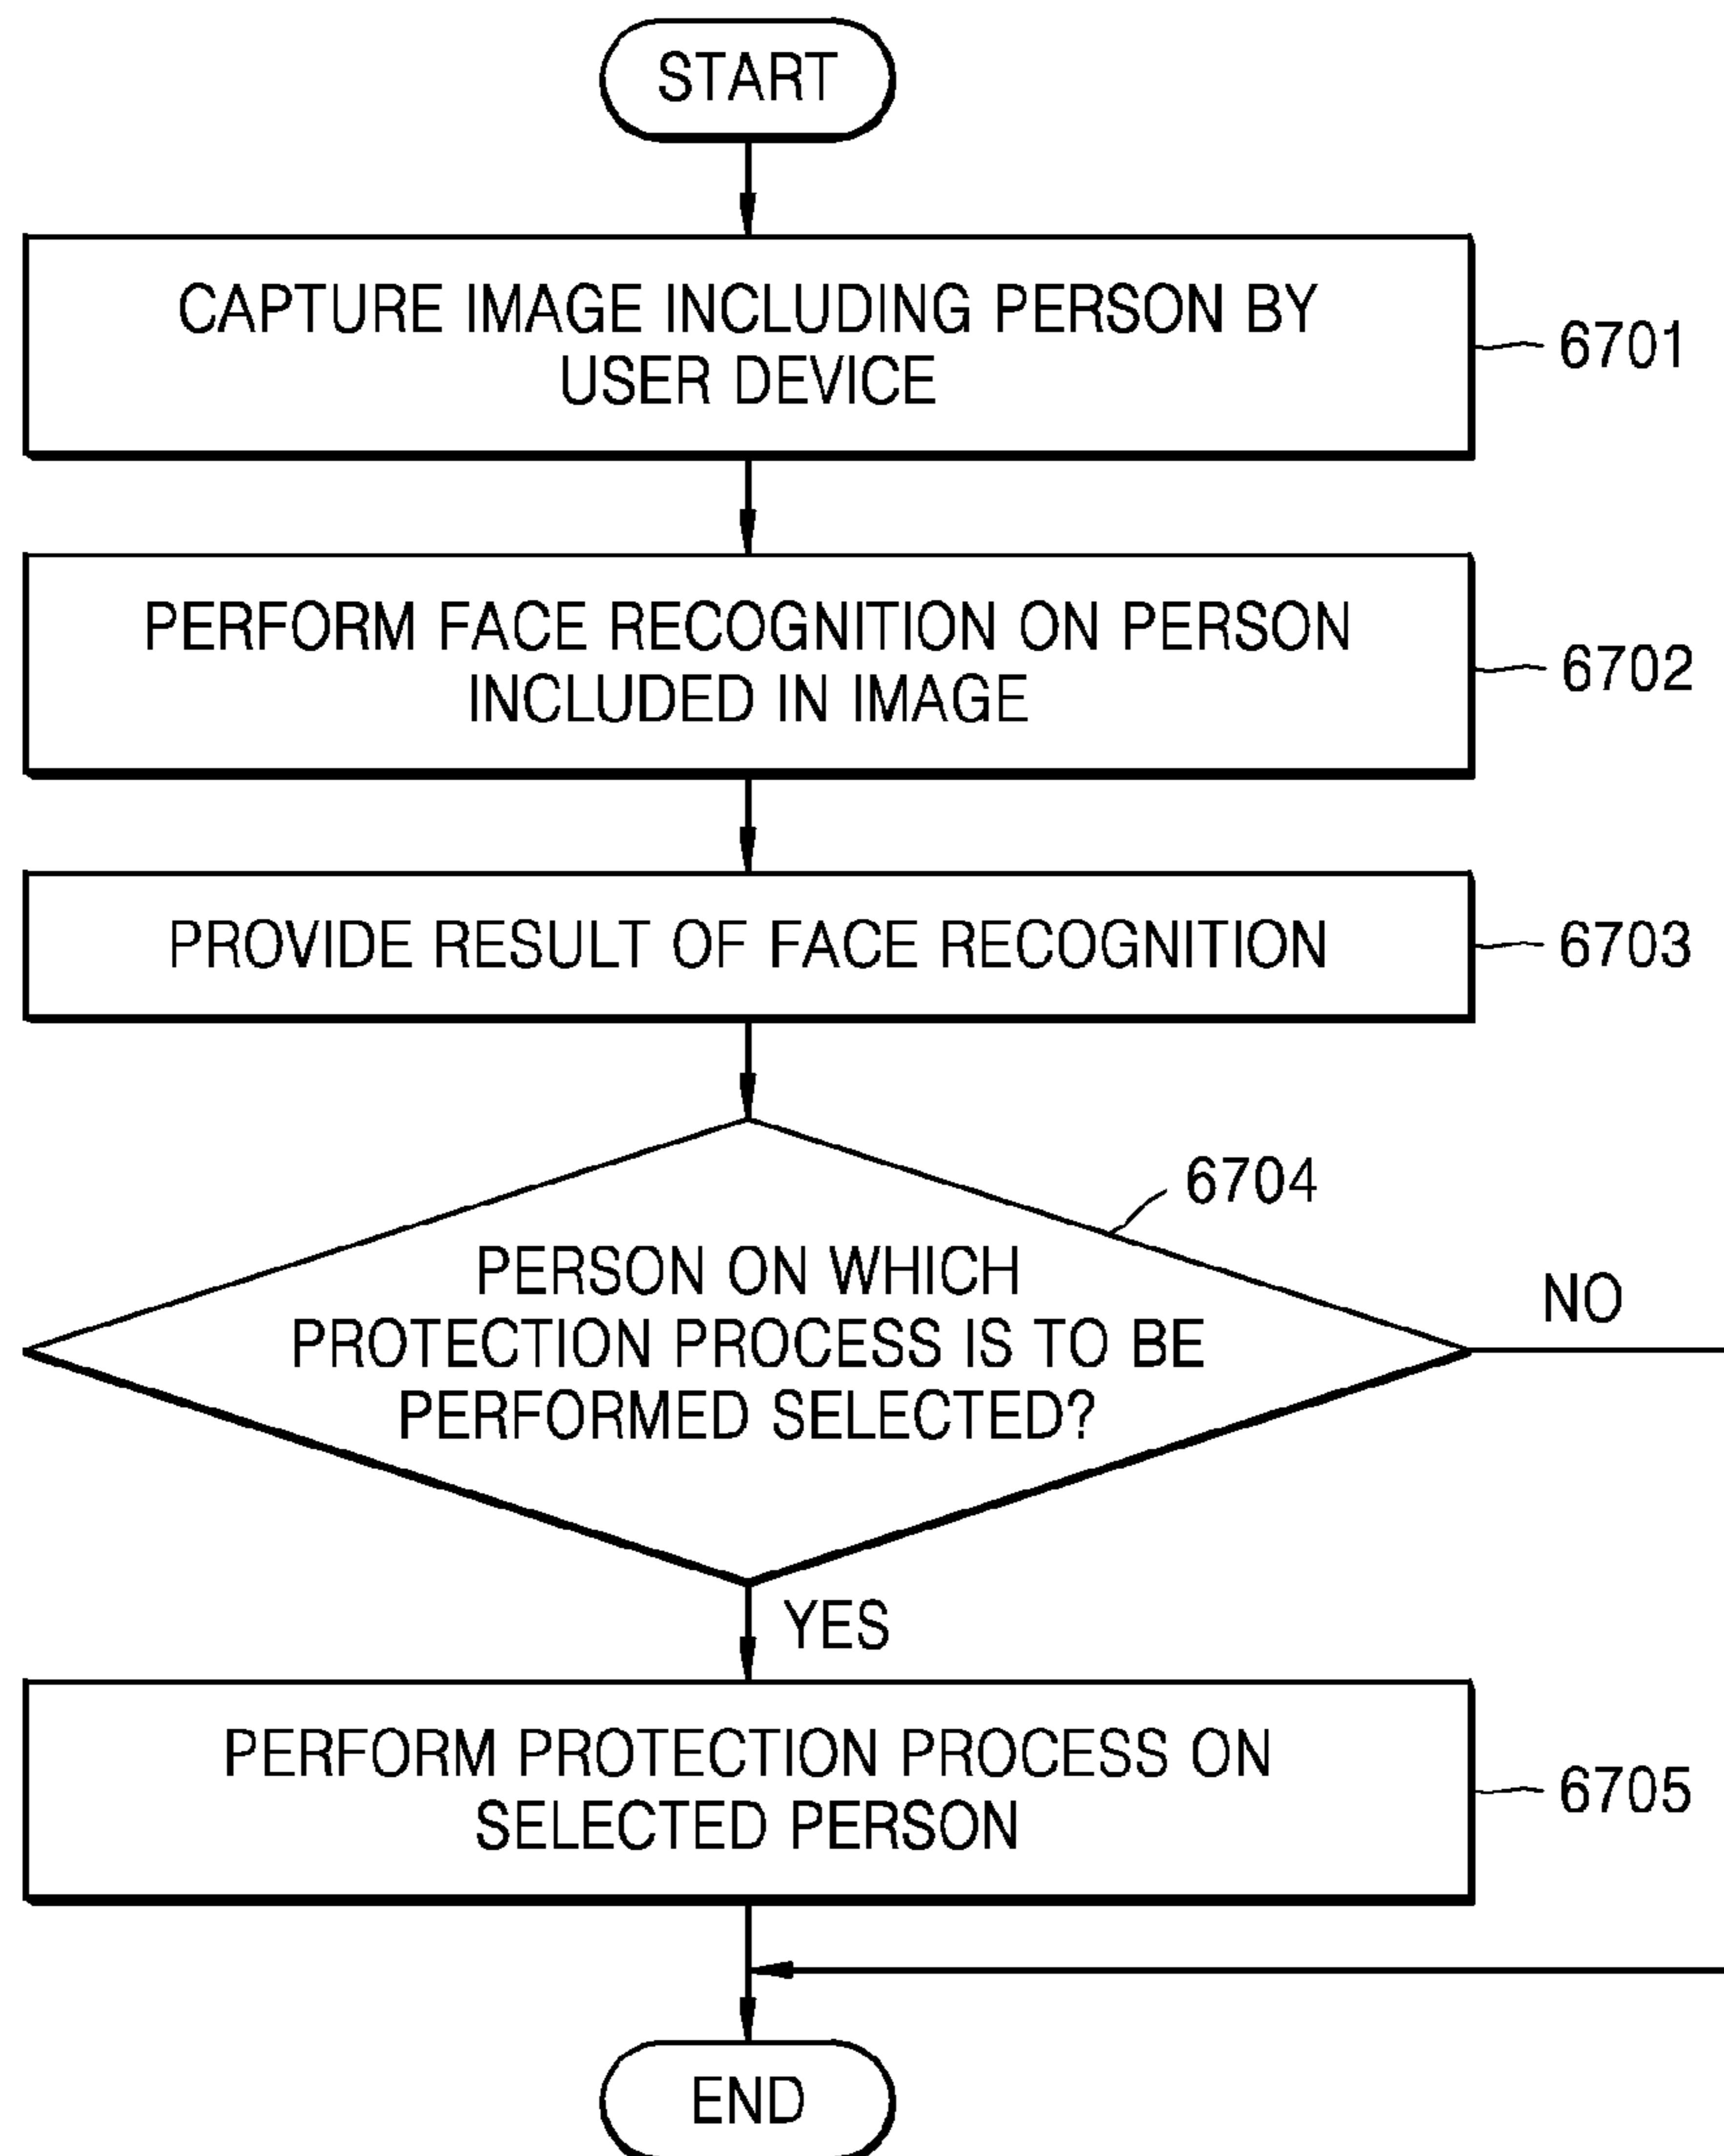 START
CAPTURE IMAGE INCLUDING PERSON BY
USER DEVICE
6701
PERFORM FACE RECOGNITION ON PERSON
INCLUDED IN IMAGE
6702
PROVIDE RESULT OF FACE RECOGNITION
6703
6704
PERSON ON WHICH
PROTECTION PROCESS IS TO BE
PERFORMED SELECTED?
NO
YES
PERFORM PROTECTION PROCESS ON
SELECTED PERSON
6705
END